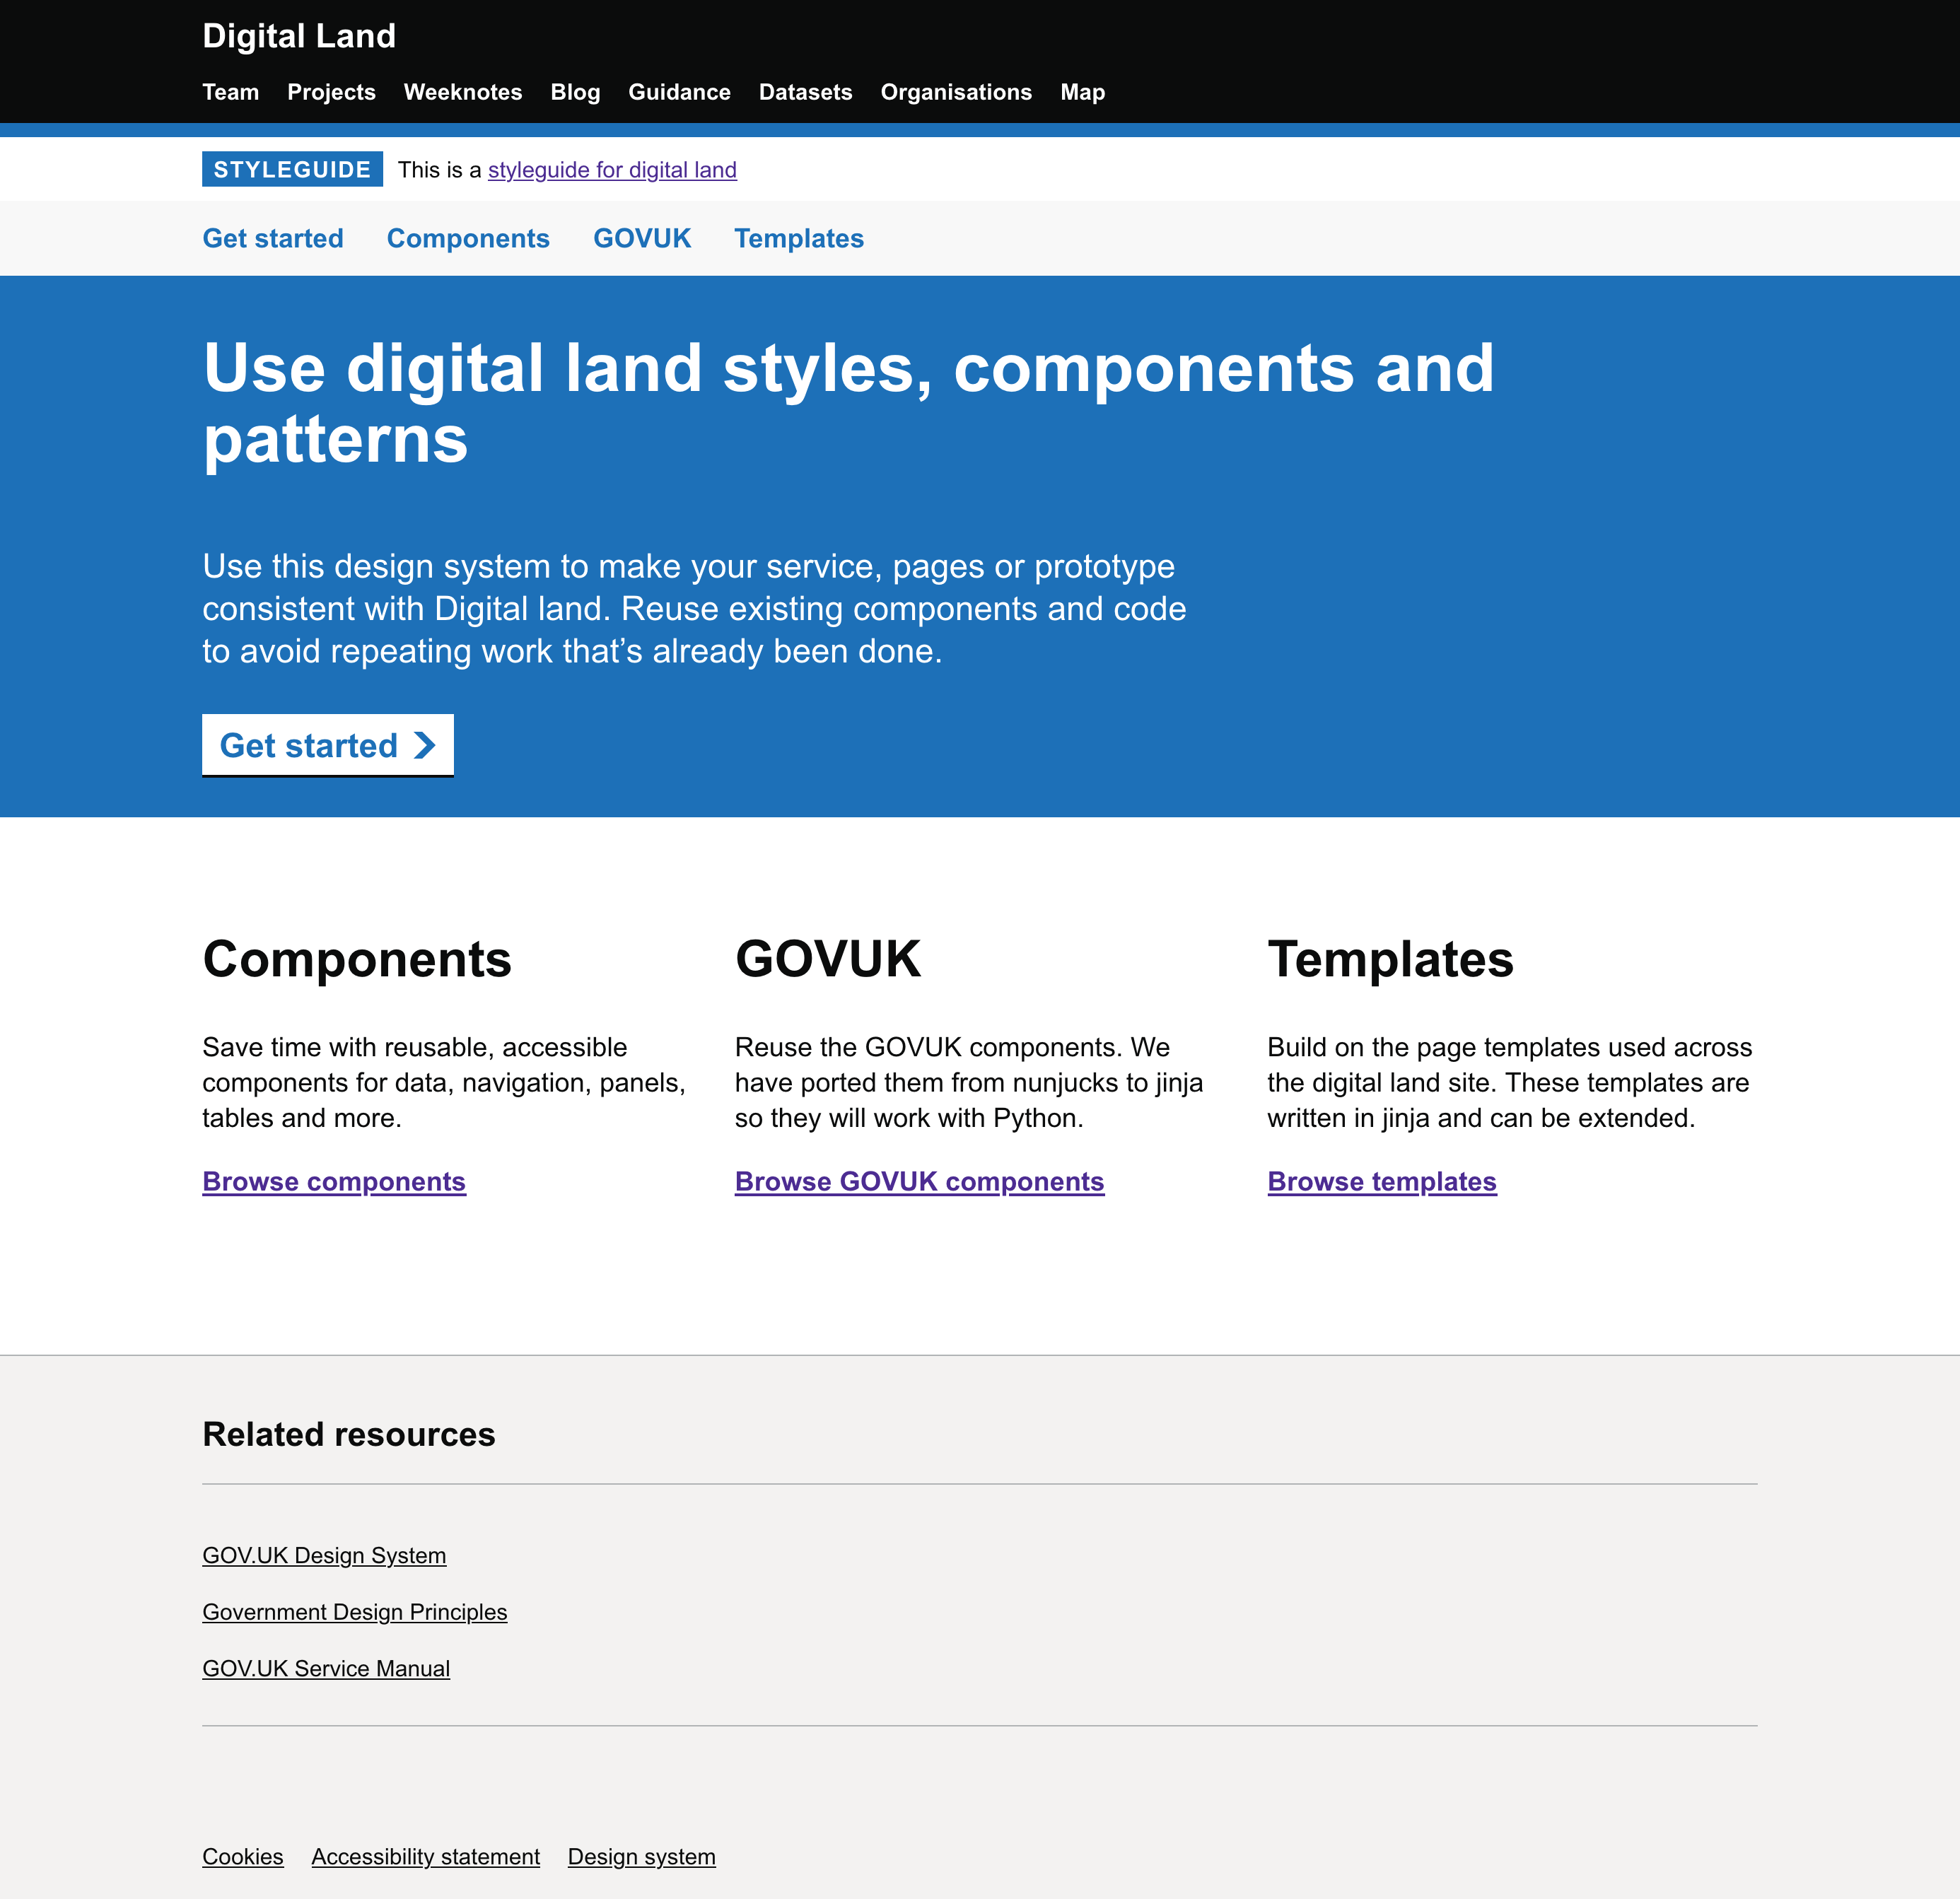 Digital Land
Team Projects Weeknotes Blog Guidance Datasets Organisations Map
STYLEGUIDE This is a styleguide for digital land
Get started Components GOVUK Templates
Use digital land styles, components and
patterns
Use this design system to make your service, pages or prototype
consistent with Digital land. Reuse existing components and code
to avoid repeating work that’s already been done.
Get started
Components
Save time with reusable, accessible
components for data, navigation, panels,
tables and more.
Browse components
GOVUK
Reuse the GOVUK components. We
have ported them from nunjucks to jinja
so they will work with Python.
Browse GOVUK components
Templates
Build on the page templates used across
the digital land site. These templates are
written in jinja and can be extended.
Browse templates
Related resources
GOV.UK Design System
Government Design Principles
GOV.UK Service Manual
Cookies Accessibility statement Design system